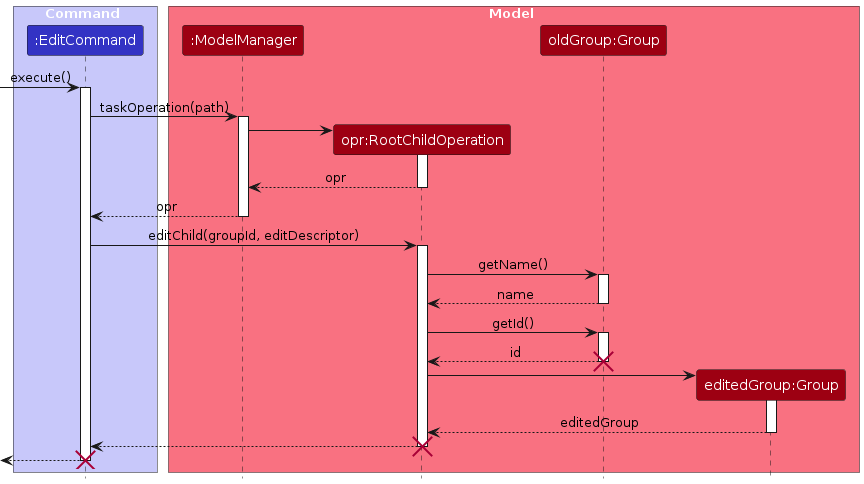 Command
Model
:EditCommand
:ModelManager
oldGroup:Group
execute()
taskOperation(path)
opr:RootChildOperation
opr
opr
editChild(groupId, editDescriptor)
getName()
name
getId()
id
editedGroup:Group
editedGroup